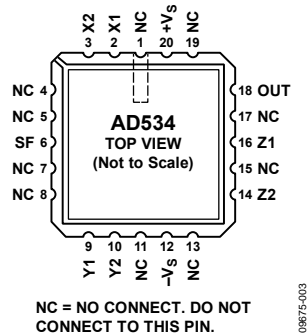 X2 X1 NC +VS NC
3 2 1 20 19
NC 4
NC 5
SF 6
NC 7
NC 8
AD534
TOP VIEW
(Not to Scale)
18 OUT
17 NC
16 Z1
15 NC
14 Z2
9 10 11 12 13
Y1 Y2 NC –VS NC
NC = NO CONNECT. DO NOT
CONNECT TO THIS PIN.
09675-003